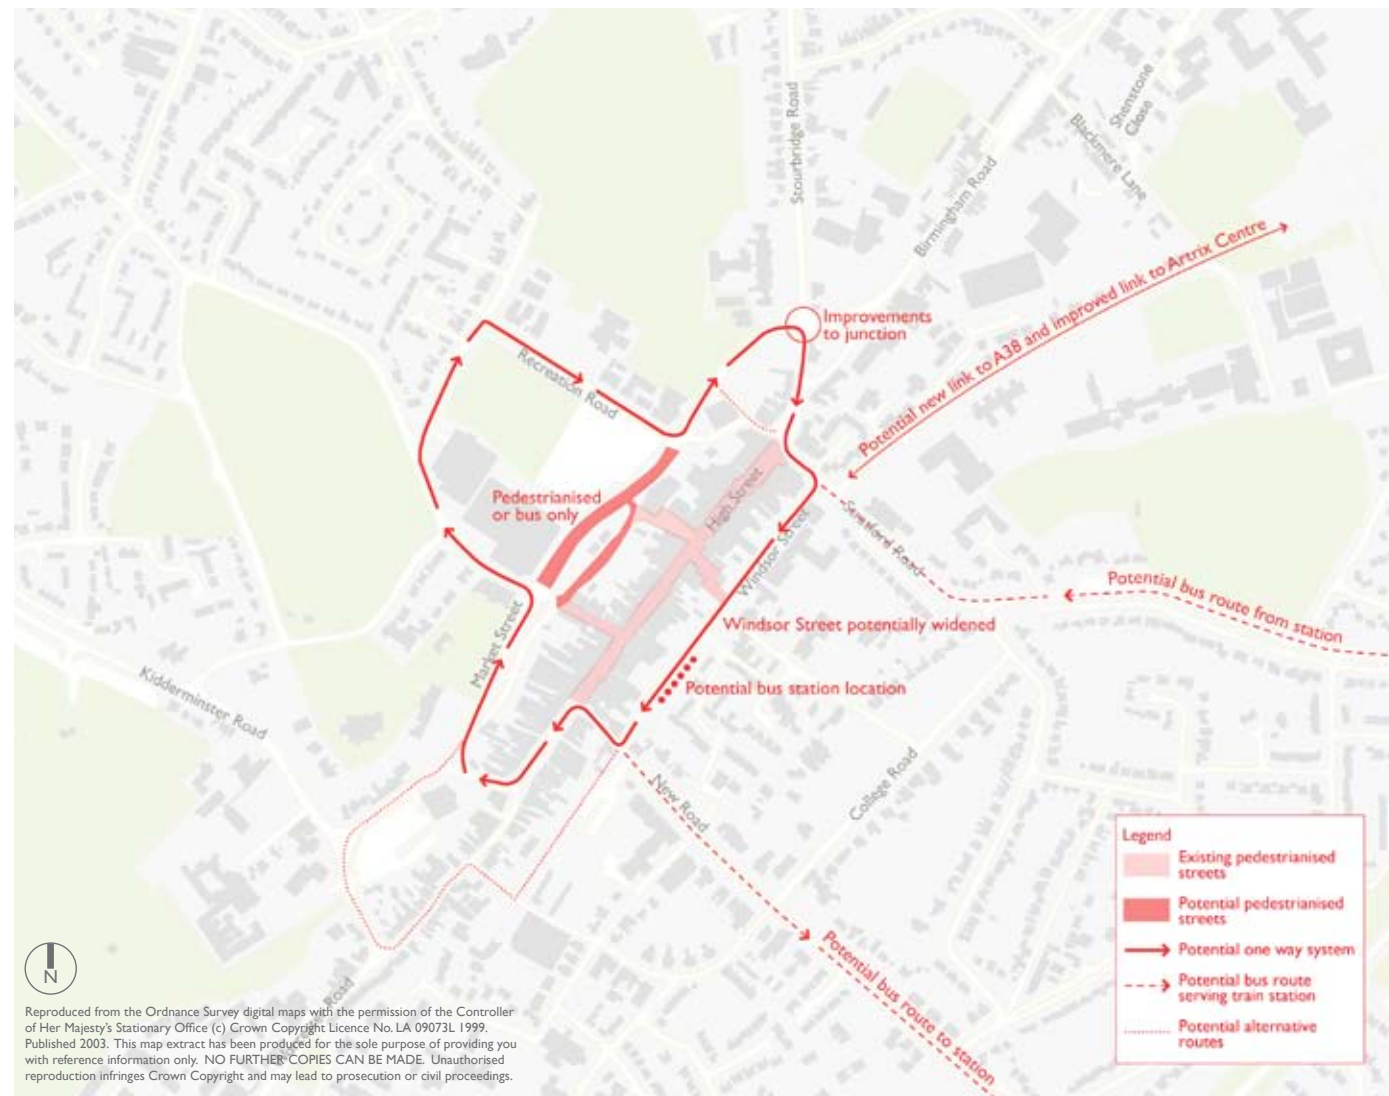 Stourbridge Road
Shenstone
Close
Blackmere Lane
Birmingham Road
Potential new link to A38 and improved link to Artrix Centre
Improvements
to junction
Recreation Road
High Street
Pedestrianised
or bus only
Windsor Street
Stratford Road
Potential bus route from station
Market Street
Windsor Street potentially widened
Potential bus station location
Kidderminster Road
New Road
College Road
Potential bus route to station
Road
Legend
Existing pedestrianised
streets
Potential pedestrianised
streets
Potential one way system
Potential bus route
serving train station
Potential alternative
routes
N
Reproduced from the Ordnance Survey digital maps with the permission of the Controller
of Her Majesty's Stationary Office (c) Crown Copyright Licence No. LA 09073L 1999.
Published 2003. This map extract has been produced for the sole purpose of providing you
with reference information only. NO FURTHER COPIES CAN BE MADE. Unauthorised
reproduction infringes Crown Copyright and may lead to prosecution or civil proceedings.